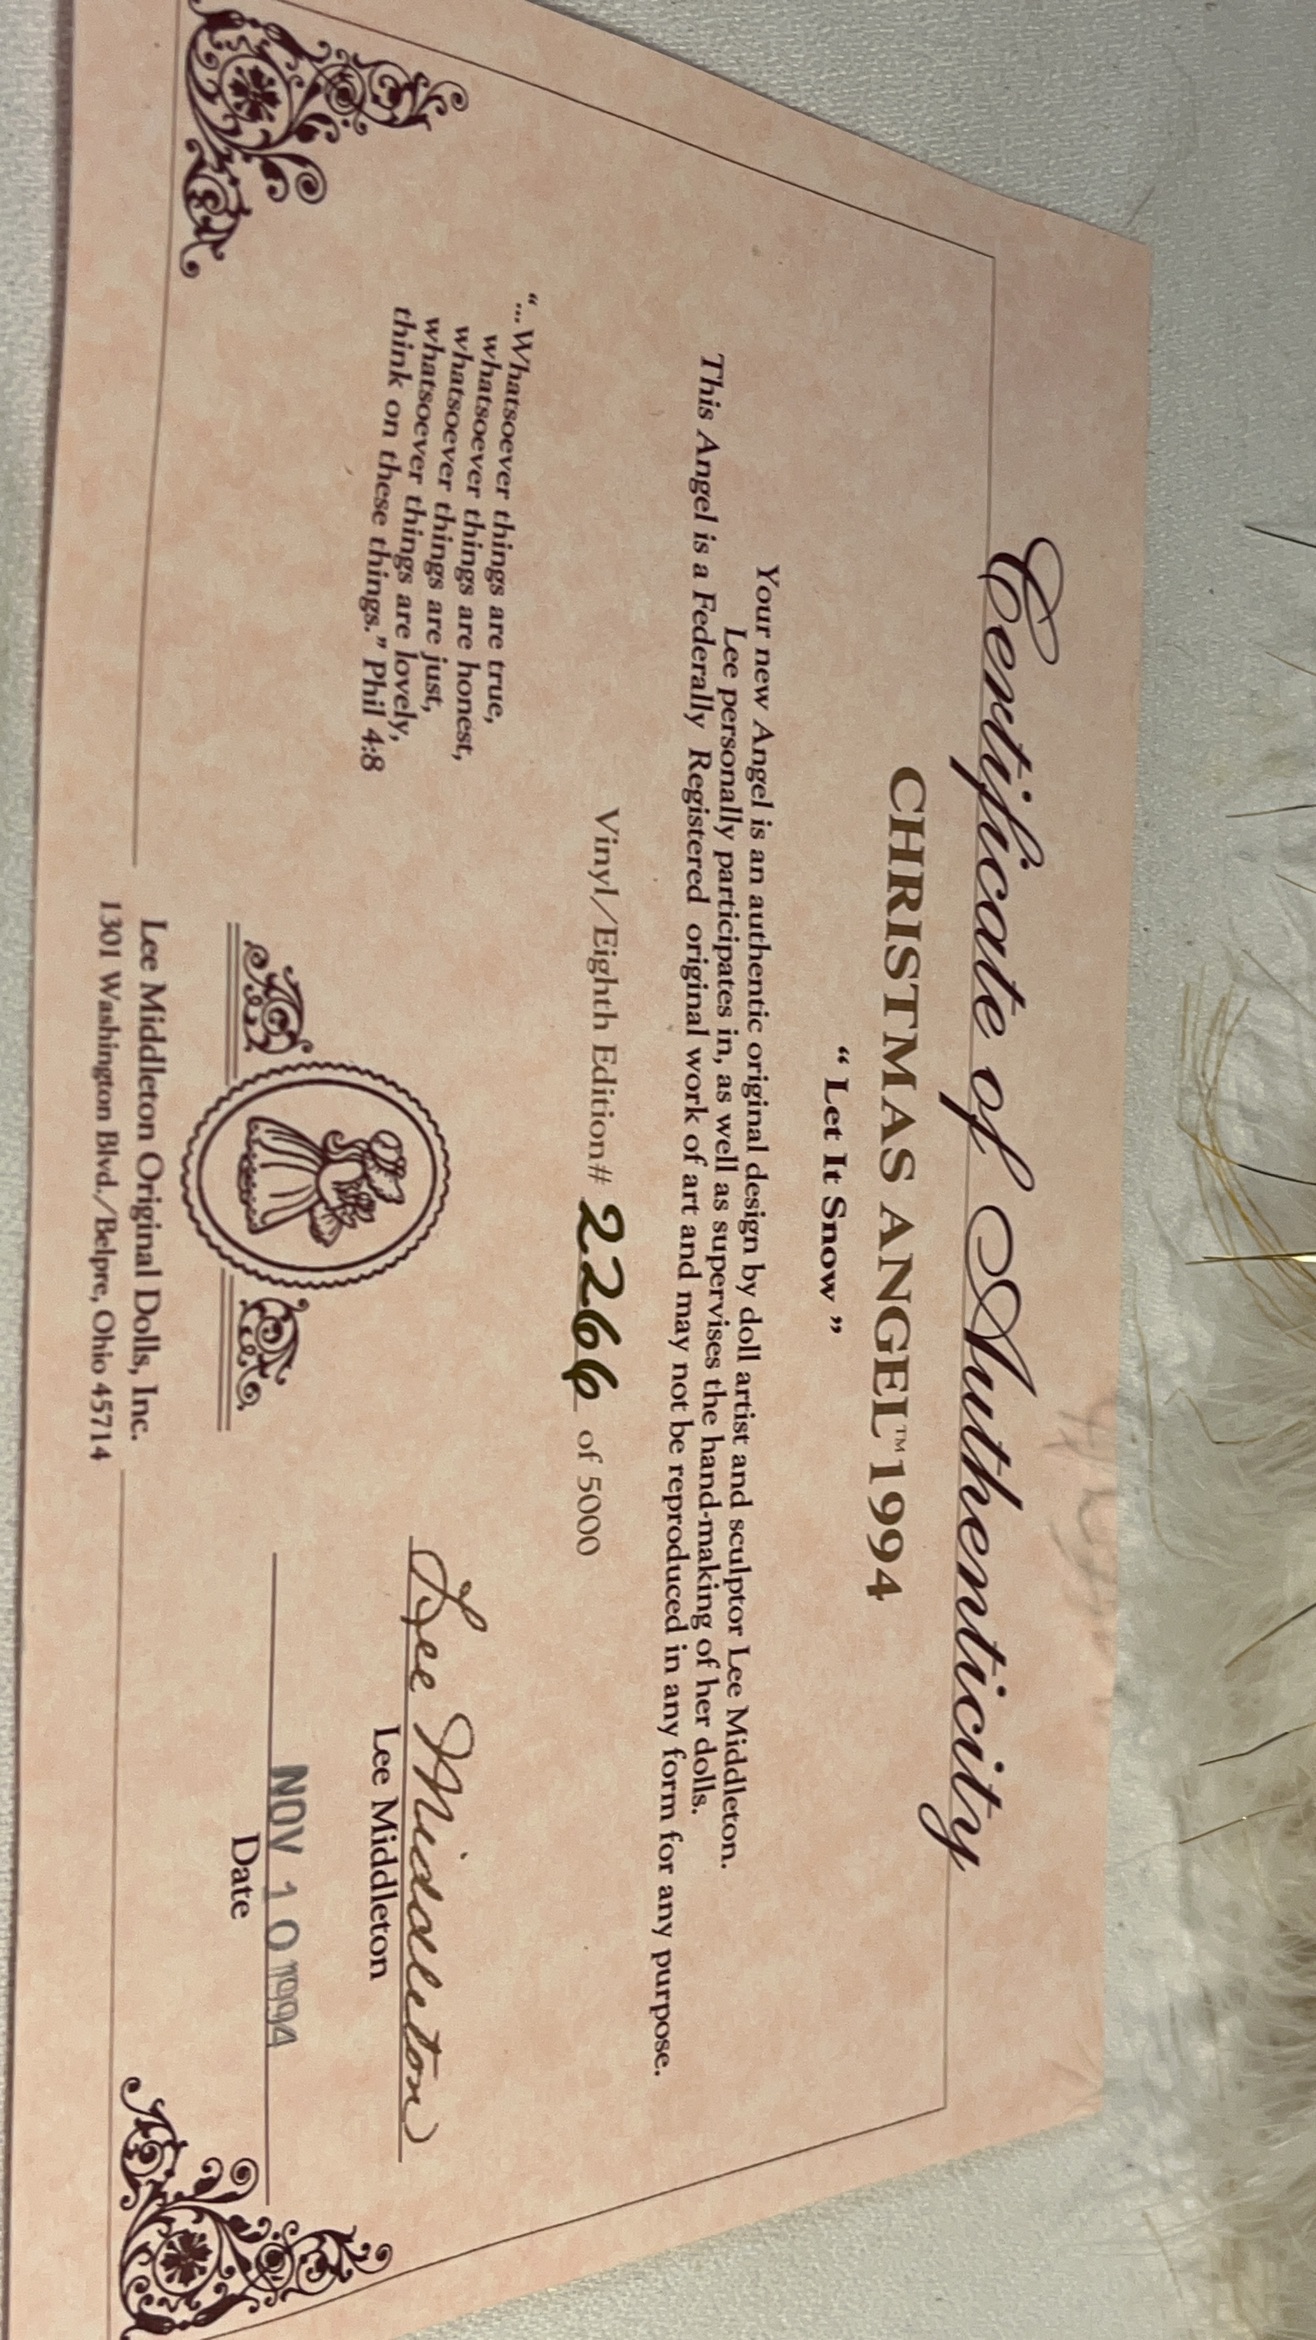 Certificate of Authenticity
CHRISTMAS ANGEL™ 1994
“ Let It Snow ”
Your new Angel is an authentic original design by doll artist and sculptor Lee Middleton.
Lee personally participates in, as well as supervises the hand-making of her dolls.
This Angel is a Federally Registered original work of art and may not be reproduced in any form for any purpose.
Vinyl/Eighth Edition# 2266 of 5000
“...Whatsoever things are true,
whatsoever things are honest,
whatsoever things are just,
whatsoever things are lovely,
think on these things.” Phil 4:8
Lee Middleton
Lee Middleton
NOV 10 1994
Date
Lee Middleton Original Dolls, Inc.
1301 Washington Blvd./Belpre, Ohio 45714